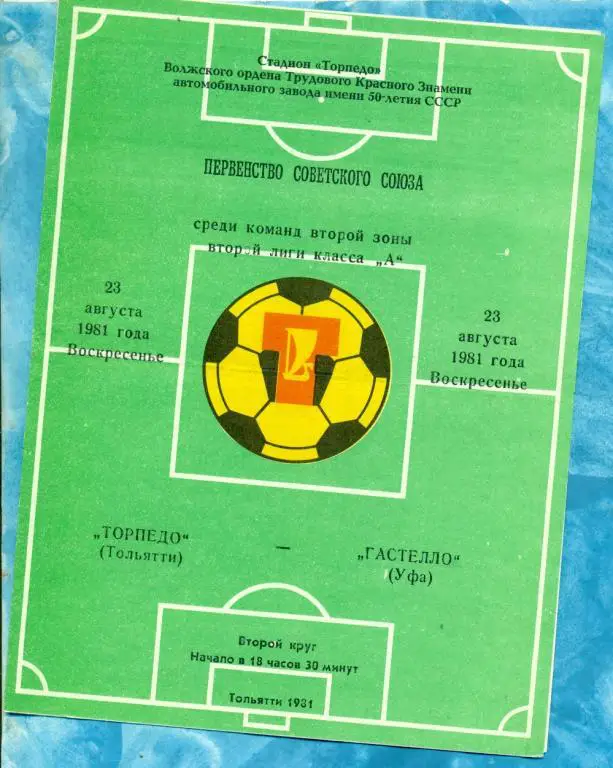 Стадион «Торпедо»
Волжского ордена Трудового Красного Знамени
автомобильного завода имени 50-летия СССР
ПЕРВЕНСТВО СОВЕТСКОГО СОЮЗА
среди команд второй зоны
второй лиги класса „А“
23
августа
1981 года
Воскресенье
23
августа
1981 года
Воскресенье
Т
„ТОРПЕДО“
(Тольятти)
—
„ГАСТЕЛЛО“
(Уфа)
Второй круг
Начало в 18 часов 30 минут
Тольятти 1981